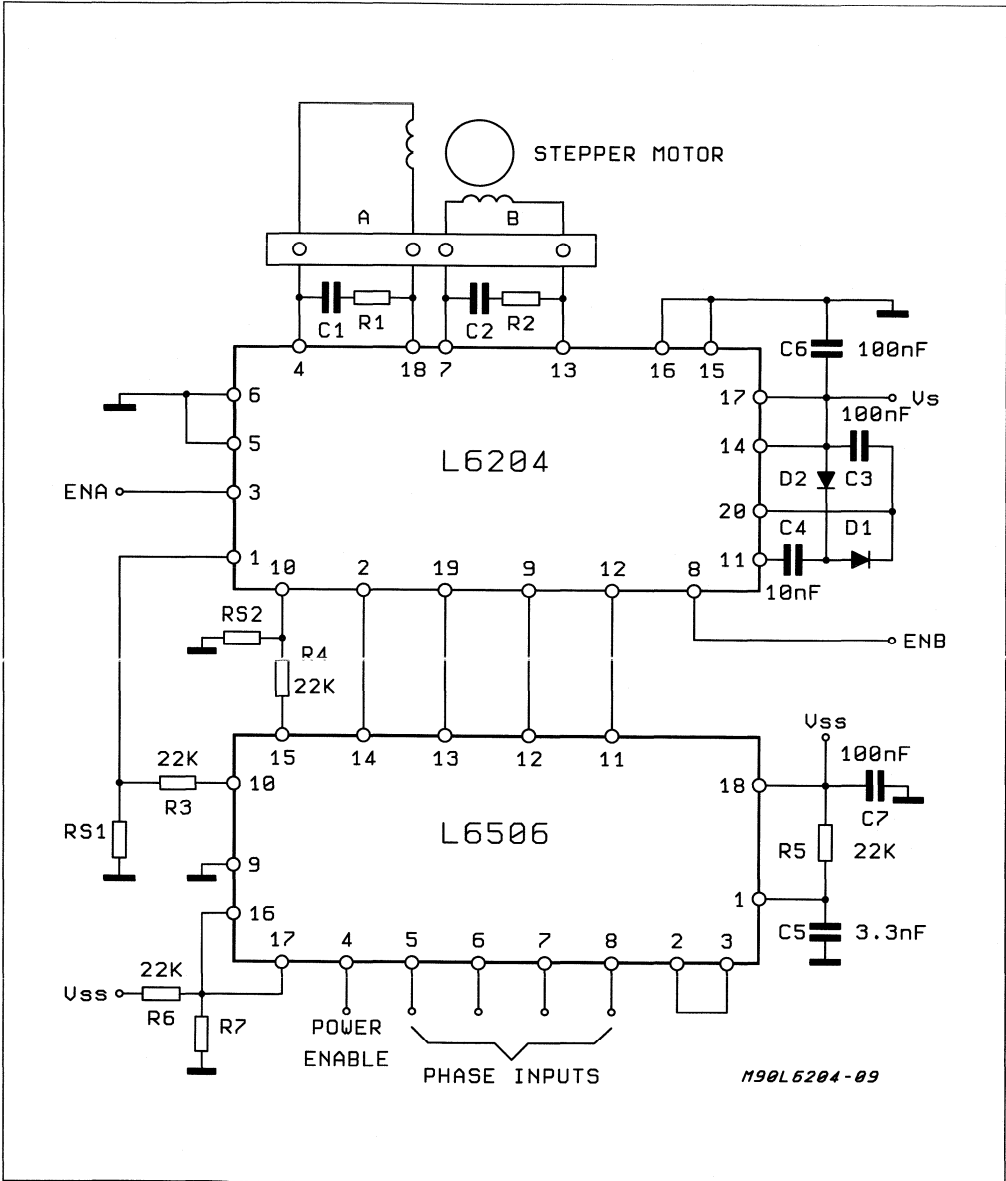 STEPPER MOTOR
A
B
C1
R1
C2
R2
4
18
7
13
16
15
C6
100nF
6
17
Vs
5
L6204
14
100nF
D2
C3
ENA
3
20
C4
D1
1
11
10nF
10
2
19
9
12
8
RS2
R4
22K
ENB
Vss
15
14
13
12
11
100nF
22K
10
18
R3
C7
RS1
L6506
R5
22K
9
1
16
C5
3.3nF
17
4
5
6
7
8
2
3
22K
Vss
R6
R7
POWER
ENABLE
PHASE INPUTS
M90L6204-09